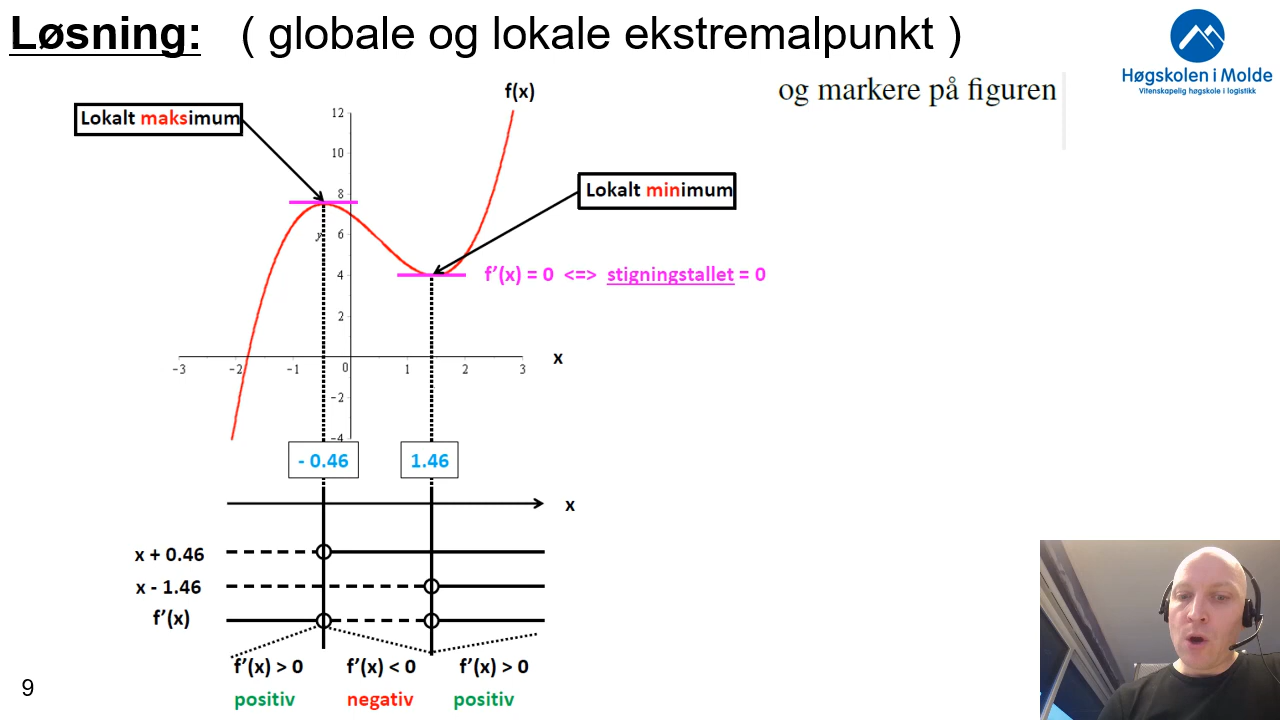 Løsning: ( globale og lokale ekstremalpunkt )
Høgskolen i Molde
Vitenskapelig høgskole i logistikk
og markere på figuren
f(x)
Lokalt maksimum
Lokalt minimum
12
10
8
y
6
4
2
-2
-4
f’(x) = 0 <=> stigningstallet = 0
-3 -2 -1 0 1 2 3
x
- 0.46 1.46
x
x + 0.46
x - 1.46
f’(x)
f’(x) > 0 f’(x) < 0 f’(x) > 0
positiv negativ positiv
9